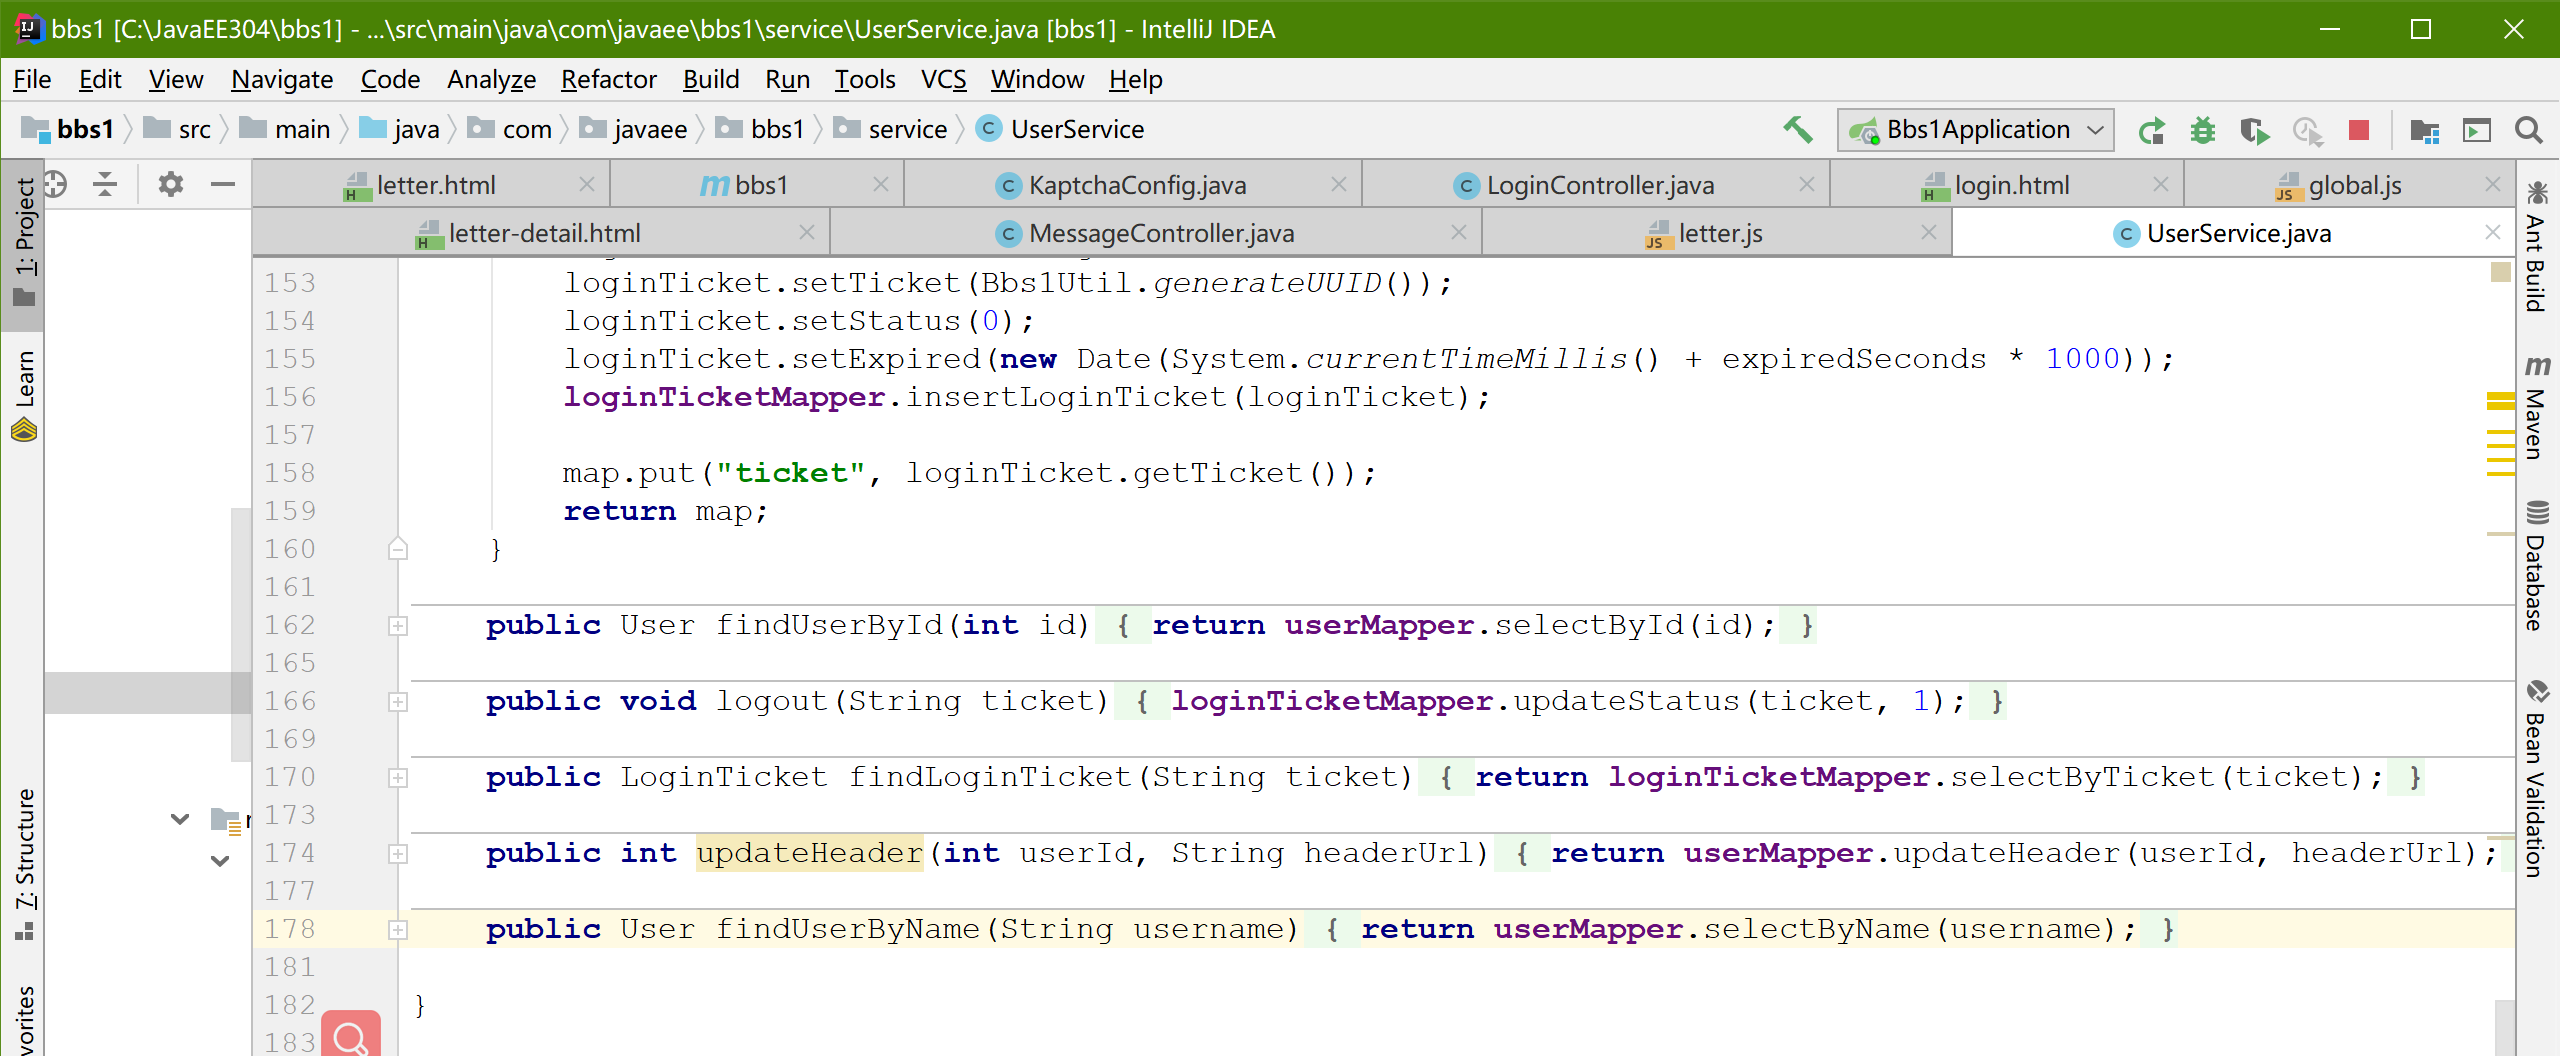 bbs1 [C:\JavaEE304\bbs1] - ...\src\main\java\com\javaee\bbs1\service\UserService.java [bbs1] - IntelliJ IDEA
File Edit View Navigate Code Analyze Refactor Build Run Tools VCS Window Help
bbs1 src main java com javaee bbs1 service UserService Bbs1Application
letter.html bbs1 KaptchaConfig.java LoginController.java login.html global.js
letter-detail.html MessageController.java letter.js UserService.java
1: Project
Learn
7: Structure
vorites
153 loginTicket.setTicket(Bbs1Util.generateUUID());
154 loginTicket.setStatus(0);
155 loginTicket.setExpired(new Date(System.currentTimeMillis() + expiredSeconds * 1000));
156 loginTicketMapper.insertLoginTicket(loginTicket);
157
158 map.put("ticket", loginTicket.getTicket());
159 return map;
160 }
161
162 public User findUserById(int id) { return userMapper.selectById(id); }
165
166 public void logout(String ticket) { loginTicketMapper.updateStatus(ticket, 1); }
169
170 public LoginTicket findLoginTicket(String ticket) { return loginTicketMapper.selectByTicket(ticket); }
173
174 public int updateHeader(int userId, String headerUrl) { return userMapper.updateHeader(userId, headerUrl);
177
178 public User findUserByName(String username) { return userMapper.selectByName(username); }
181
182 }
183
Ant Build
Maven
Database
Bean Validation